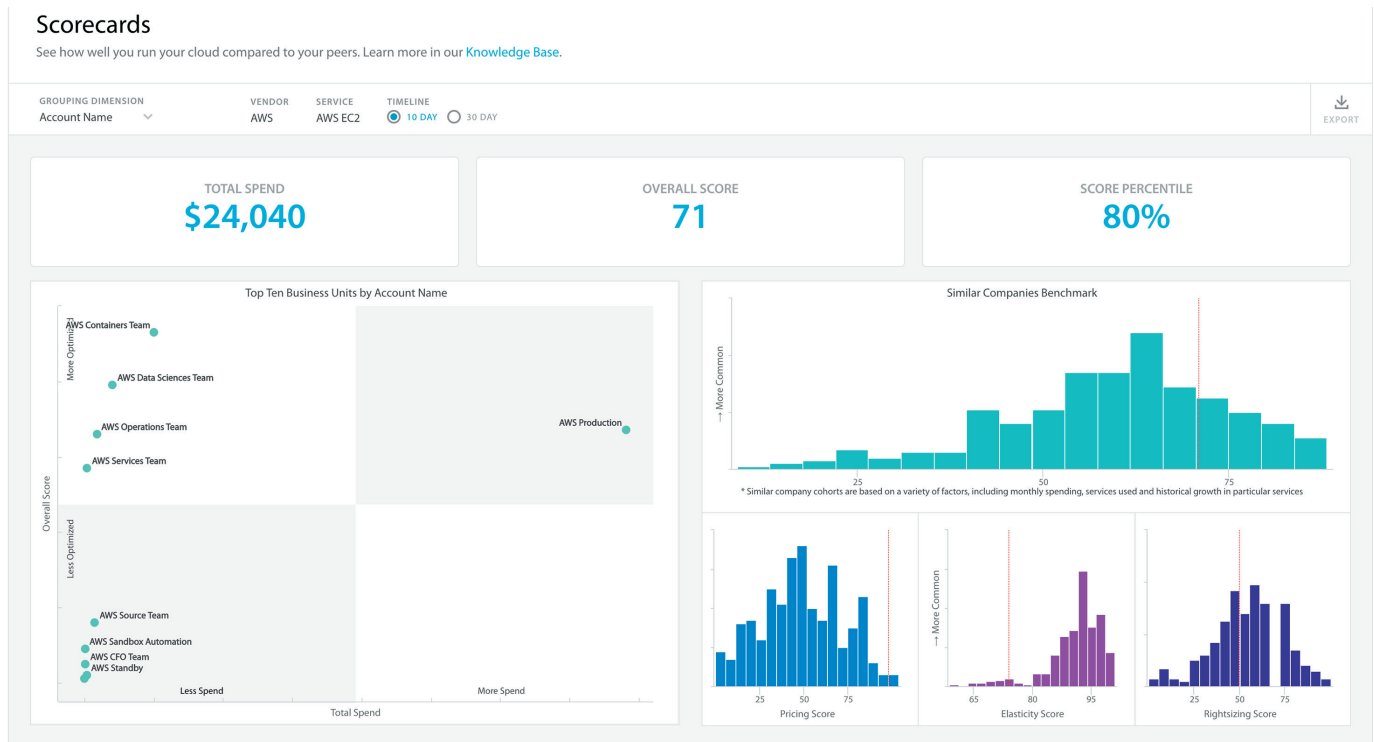 Scorecards
See how well you run your cloud compared to your peers. Learn more in our Knowledge Base.
GROUPING DIMENSION
Account Name
VENDOR
AWS
SERVICE
AWS EC2
TIMELINE
10 DAY
30 DAY
EXPORT
TOTAL SPEND
$24,040
OVERALL SCORE
71
SCORE PERCENTILE
80%
Top Ten Business Units by Account Name
More Optimized
Less Optimized
Overall Score
AWS Containers Team
AWS Data Sciences Team
AWS Operations Team
AWS Services Team
AWS Production
AWS Source Team
AWS Sandbox Automation
AWS CFO Team
AWS Standby
Less Spend
More Spend
Total Spend
Similar Companies Benchmark
→ More Common
25
50
75
* Similar company cohorts are based on a variety of factors, including monthly spending, services used and historical growth in particular services
25
50
75
Pricing Score
→ More Common
65
80
95
Elasticity Score
25
50
75
Rightsizing Score